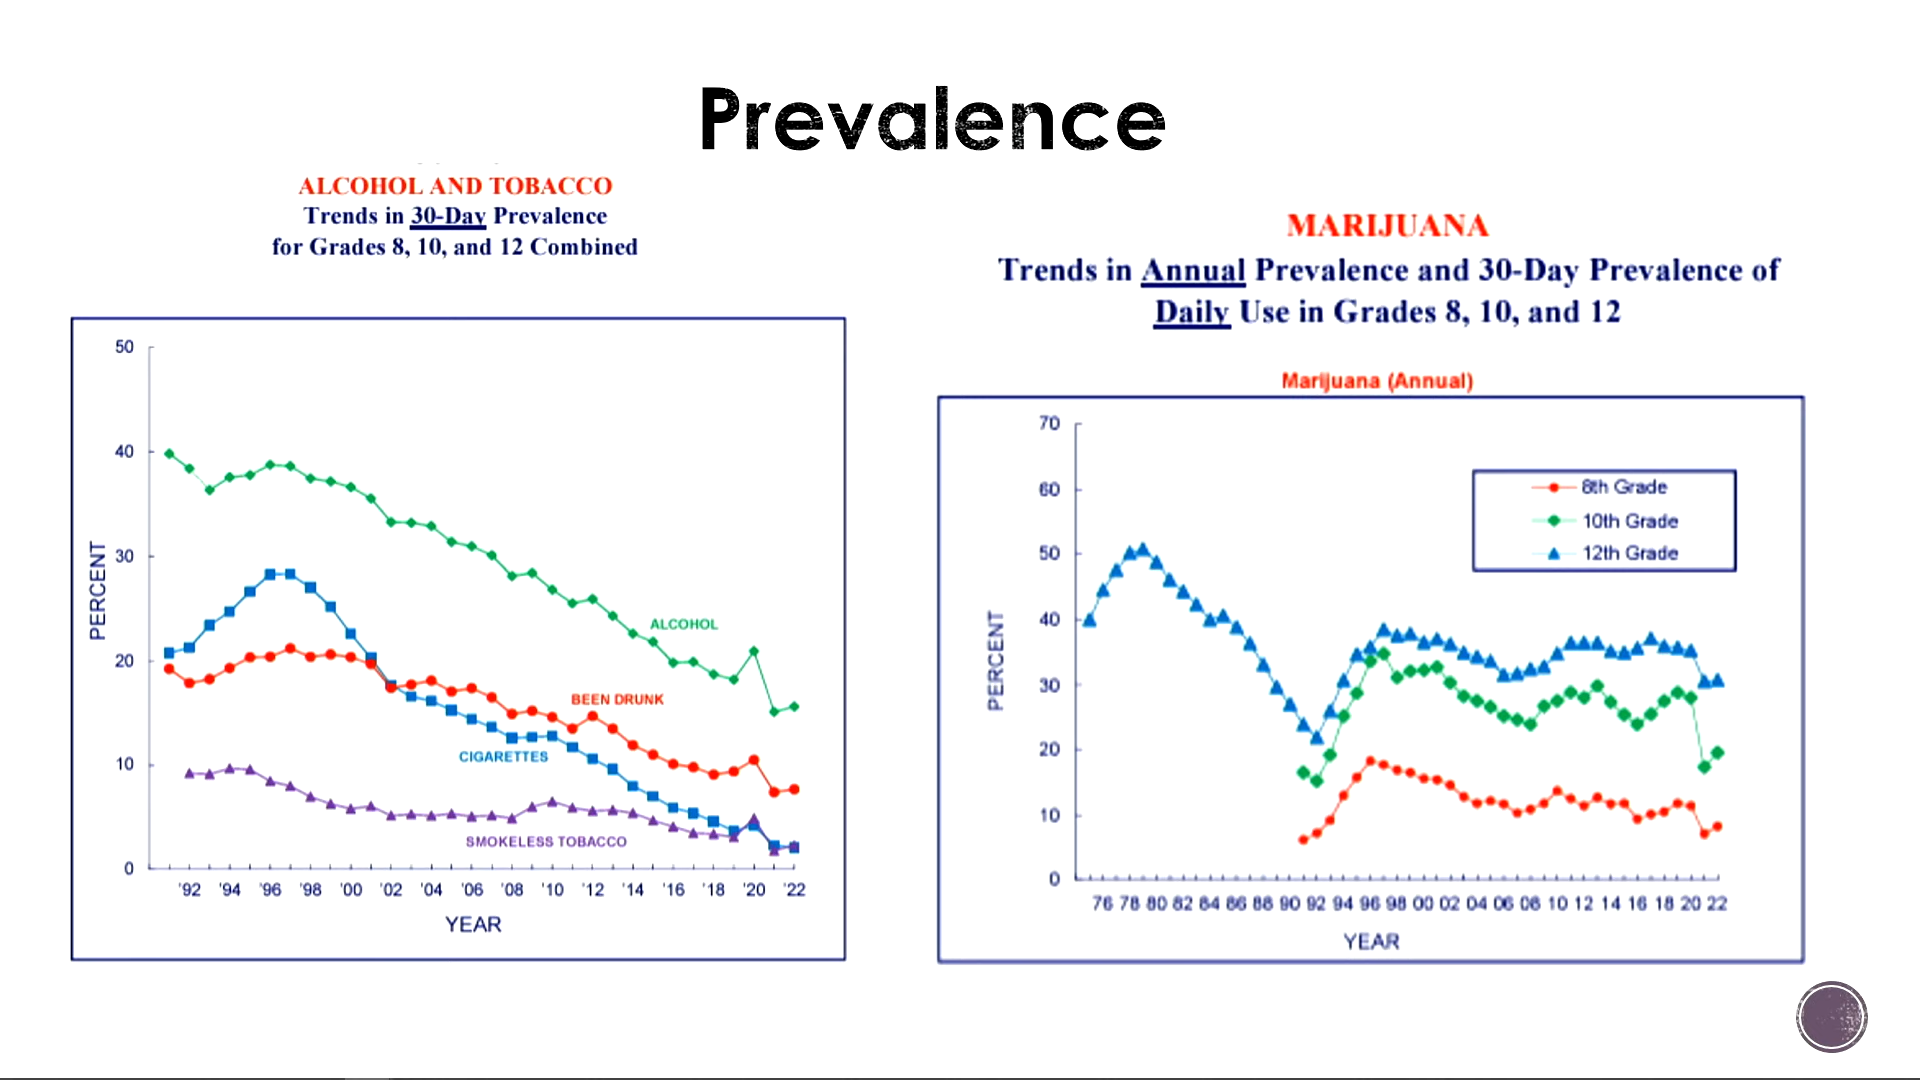 Prevalence
ALCOHOL AND TOBACCO
Trends in 30-Day Prevalence
for Grades 8, 10, and 12 Combined
50
40
30
20
10
0
PERCENT
ALCOHOL
BEEN DRUNK
CIGARETTES
SMOKELESS TOBACCO
'92 '94 '96 '98 '00 '02 '04 '06 '08 '10 '12 '14 '16 '18 '20 '22
YEAR
MARIJUANA
Trends in Annual Prevalence and 30-Day Prevalence of
Daily Use in Grades 8, 10, and 12
Marijuana (Annual)
70
60
50
40
30
20
10
0
PERCENT
8th Grade
10th Grade
12th Grade
76 78 80 82 84 86 88 90 92 94 96 98 00 02 04 06 08 10 12 14 16 18 20 22
YEAR